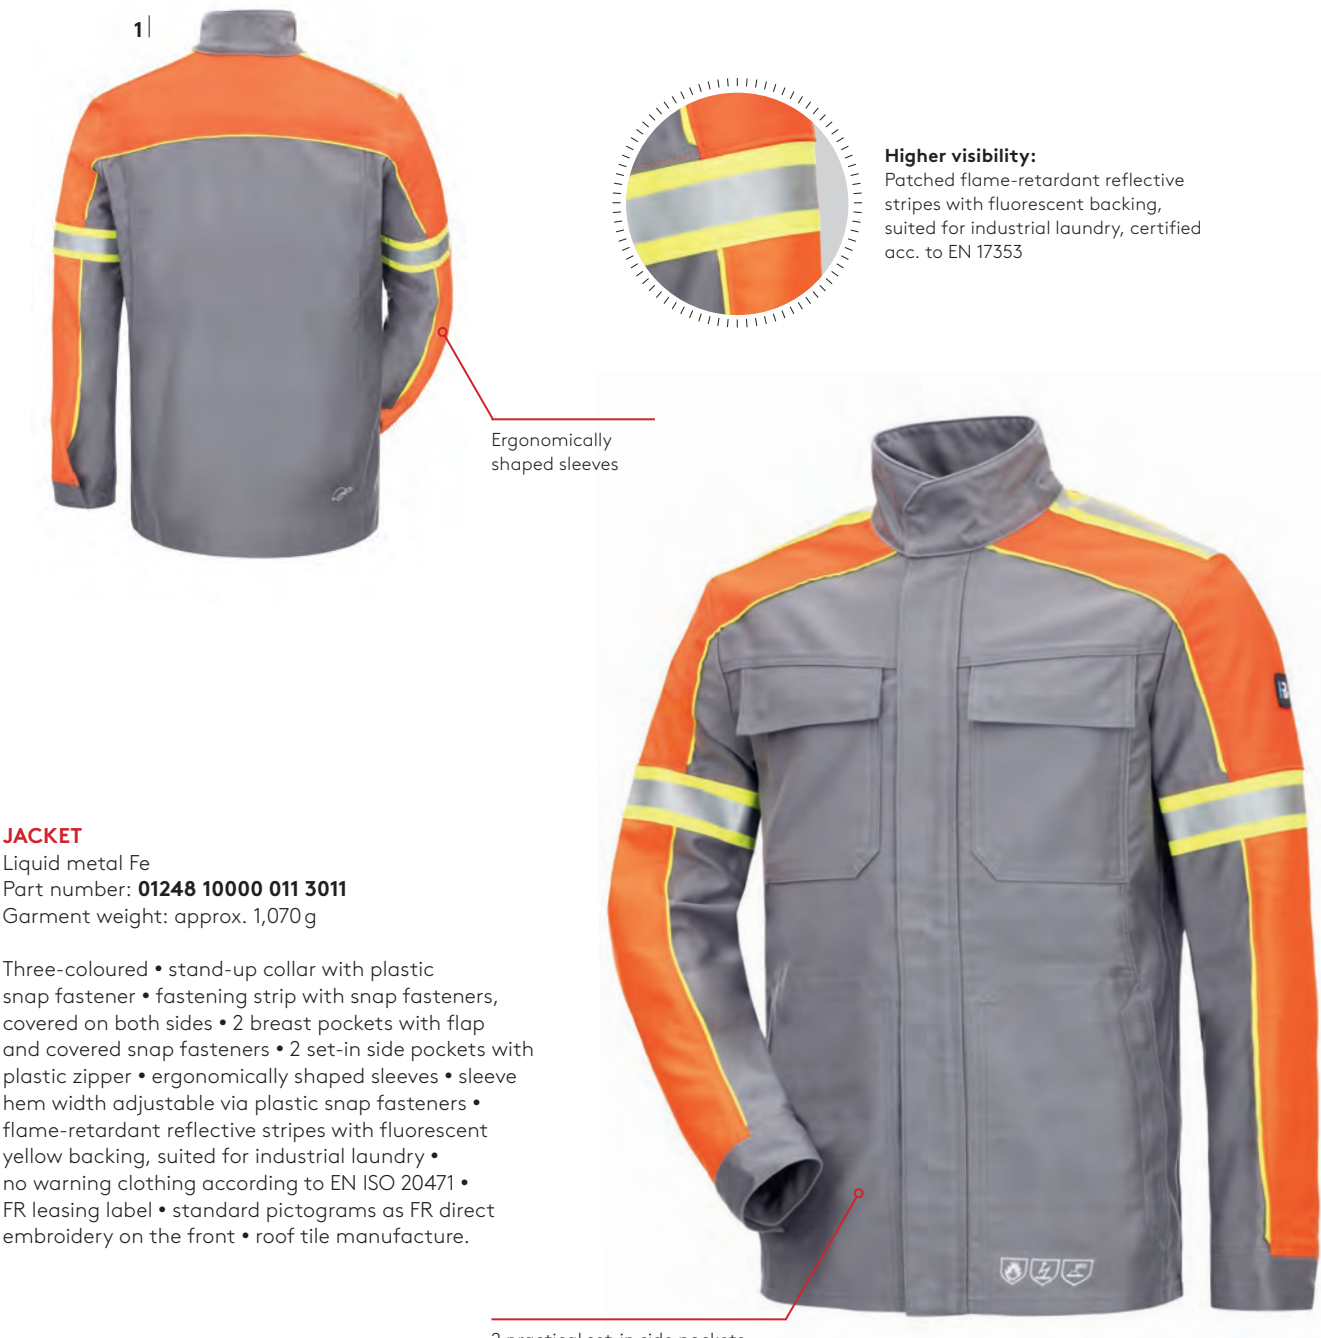 1
Higher visibility:
Patched flame-retardant reflective
stripes with fluorescent backing,
suited for industrial laundry, certified
acc. to EN 17353
Ergonomically
shaped sleeves
JACKET
Liquid metal Fe
Part number: 01248 10000 011 3011
Garment weight: approx. 1,070 g
Three-coloured • stand-up collar with plastic
snap fastener • fastening strip with snap fasteners,
covered on both sides • 2 breast pockets with flap
and covered snap fasteners • 2 set-in side pockets with
plastic zipper • ergonomically shaped sleeves • sleeve
hem width adjustable via plastic snap fasteners •
flame-retardant reflective stripes with fluorescent
yellow backing, suited for industrial laundry •
no warning clothing according to EN ISO 20471 •
FR leasing label • standard pictograms as FR direct
embroidery on the front • roof tile manufacture.
2 practical set-in side pockets